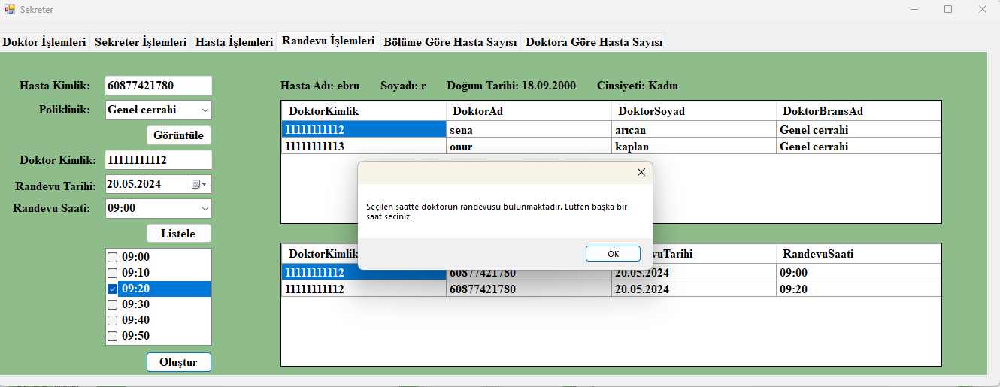 Sekreter
Doktor İşlemleri Sekreter İşlemleri Hasta İşlemleri Randevu İşlemleri Bölüme Göre Hasta Sayısı Doktora Göre Hasta Sayısı
Hasta Kimlik: 60877421780
Poliklinik: Genel cerrahi
Görüntüle
Doktor Kimlik: 11111111112
Randevu Tarihi: 20.05.2024
Randevu Saati: 09:00
Listele
09:00
09:10
09:20
09:30
09:40
09:50
Oluştur
Hasta Adı: ebru Soyadı: r Doğum Tarihi: 18.09.2000 Cinsiyeti: Kadın
DoktorKimlik DoktorAd DoktorSoyad DoktorBransAd
11111111112 sena arıcan Genel cerrahi
11111111113 onur kaplan Genel cerrahi
Seçilen saatte doktorun randevusu bulunmaktadır. Lütfen başka bir
saat seçiniz.
OK
DoktorKimlik vuTarihi RandevuSaati
11111111112 60877421780 20.05.2024 09:00
11111111112 60877421780 20.05.2024 09:20